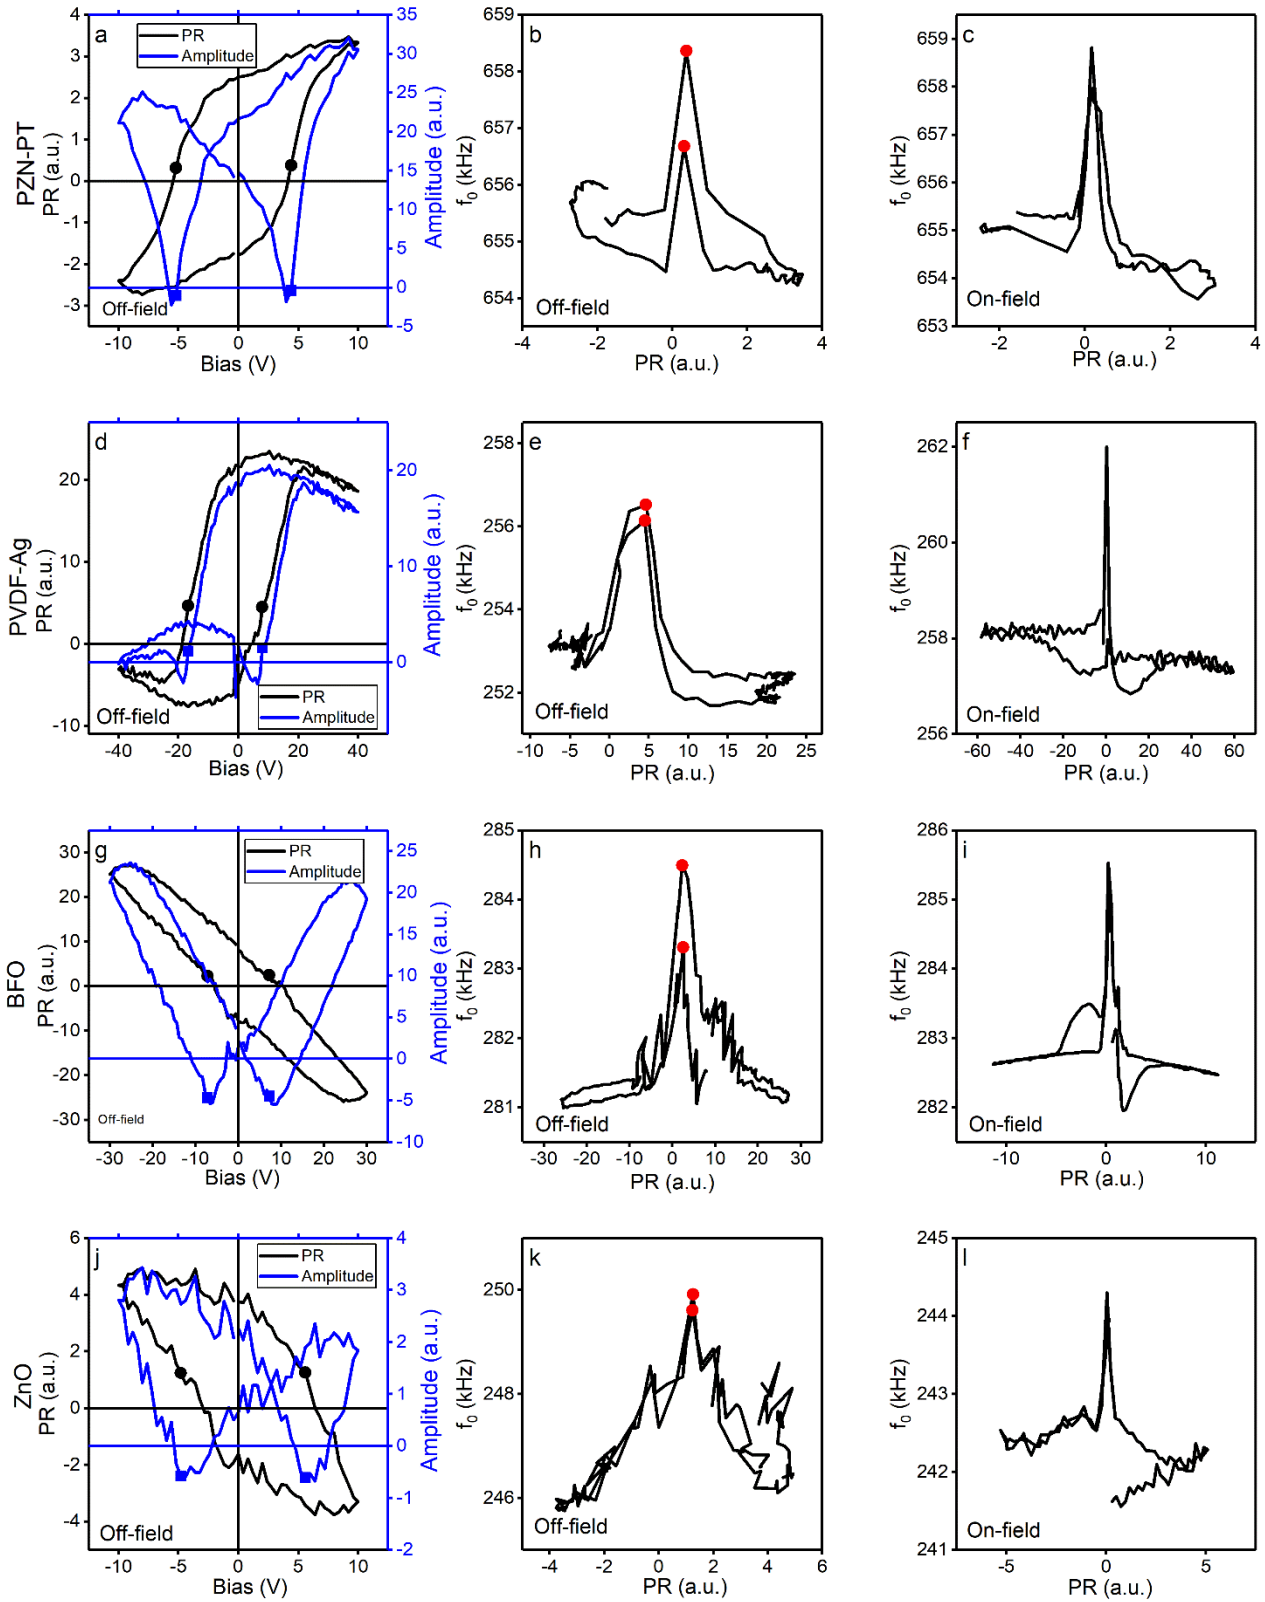 a
PR
Amplitude
4
3
2
1
0
-1
-2
-3
35
30
25
20
15
10
5
0
-5
-10
-5
0
5
10
Off-field
Bias (V)
PZN-PT
PR (a.u.)
Amplitude (a.u.)
b
659
658
657
656
655
654
f0 (kHz)
Off-field
-4
-2
0
2
4
PR (a.u.)
c
659
658
657
656
655
654
653
f0 (kHz)
On-field
-2
0
2
4
PR (a.u.)
d
20
10
0
-10
20
10
0
PR
Amplitude
Off-field
-40
-20
0
20
40
Bias (V)
PVDF-Ag
PR (a.u.)
Amplitude (a.u.)
e
258
256
254
252
f0 (kHz)
Off-field
-10
-5
0
5
10
15
20
25
PR (a.u.)
f
262
260
258
256
f0 (kHz)
On-field
-60
-40
-20
0
20
40
60
PR (a.u.)
g
PR
Amplitude
30
20
10
0
-10
-20
-30
25
20
15
10
5
0
-5
-10
Off-field
-30
-20
-10
0
10
20
30
Bias (V)
BFO
PR (a.u.)
Amplitude (a.u.)
h
285
284
283
282
281
f0 (kHz)
Off-field
-30
-20
-10
0
10
20
30
PR (a.u.)
i
286
285
284
283
282
f0 (kHz)
On-field
-10
0
10
PR (a.u.)
j
PR
Amplitude
6
4
2
0
-2
-4
4
3
2
1
0
-1
-2
Off-field
-10
-5
0
5
10
Bias (V)
ZnO
PR (a.u.)
Amplitude (a.u.)
k
250
248
246
f0 (kHz)
Off-field
-4
-2
0
2
4
6
PR (a.u.)
l
245
244
243
242
241
f0 (kHz)
On-field
-5
0
5
PR (a.u.)